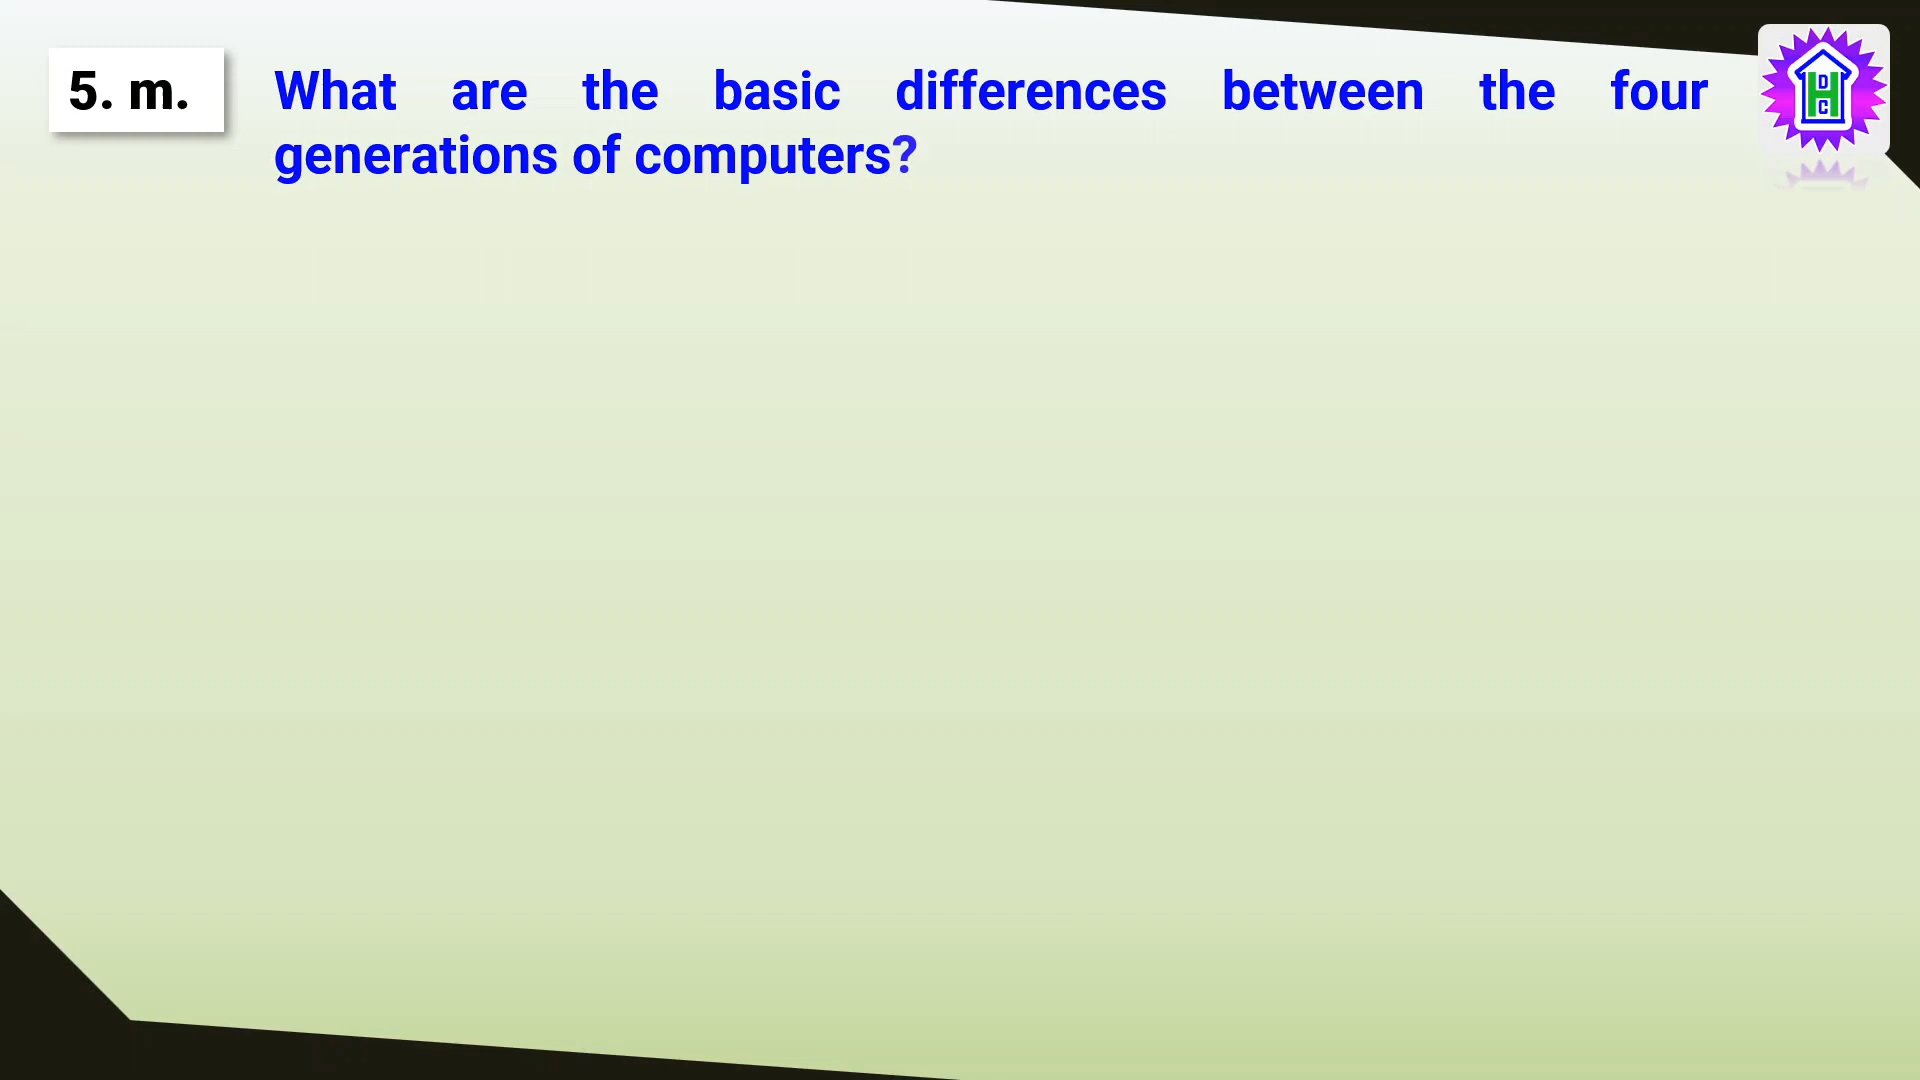 5. m. What are the basic differences between the four
generations of computers?
D
H
C